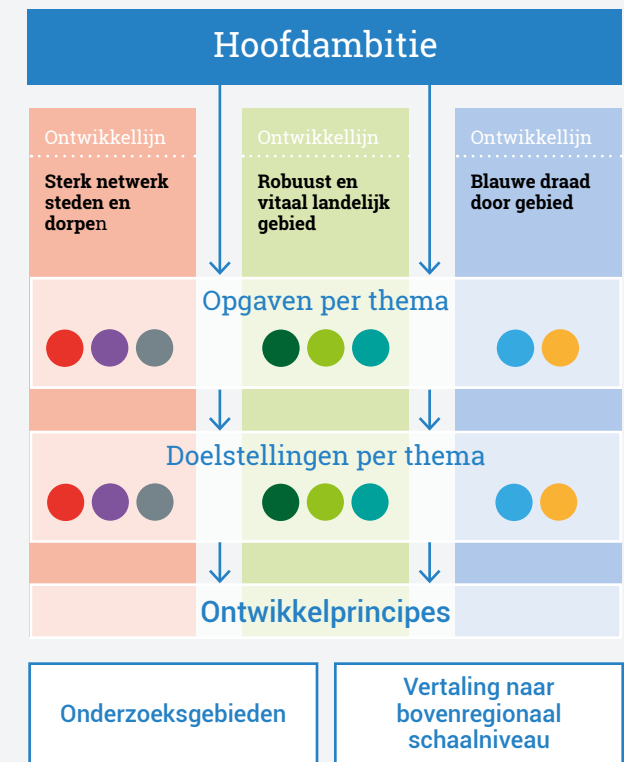 Hoofdambitie
Ontwikkellijn
Sterk netwerk
steden en
dorpen
Ontwikkellijn
Robuust en
vitaal landelijk
gebied
Ontwikkellijn
Blauwe draad
door gebied
Opgaven per thema
Doelstellingen per thema
Ontwikkelprincipes
Onderzoeksgebieden
Vertaling naar
bovenregionaal
schaalniveau